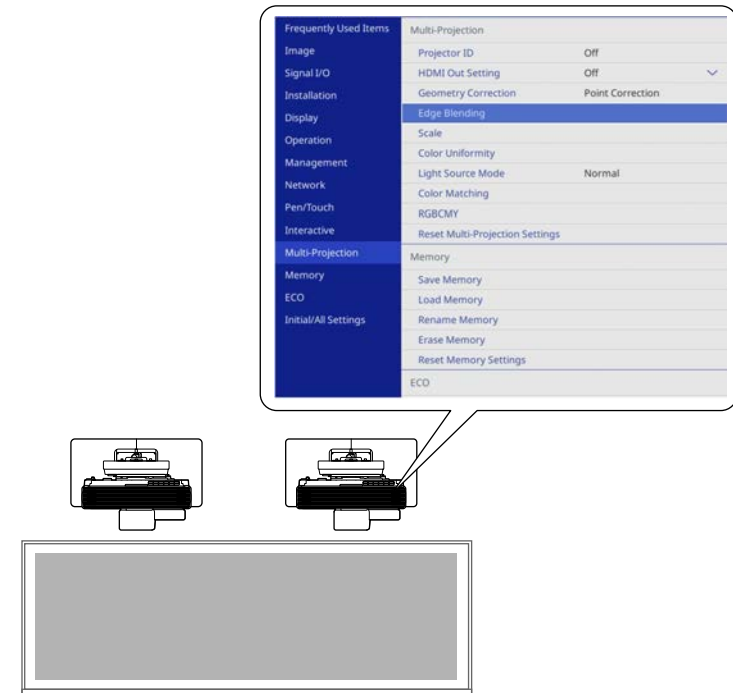 Frequently Used Items
Image
Signal I/O
Installation
Display
Operation
Management
Network
Pen/Touch
Interactive
Multi-Projection
Memory
ECO
Initial/All Settings
Multi-Projection
Projector ID Off
HDMI Out Setting Off
Geometry Correction Point Correction
Edge Blending
Scale
Color Uniformity
Light Source Mode Normal
Color Matching
RGBCMY
Reset Multi-Projection Settings
Memory
Save Memory
Load Memory
Rename Memory
Erase Memory
Reset Memory Settings
ECO